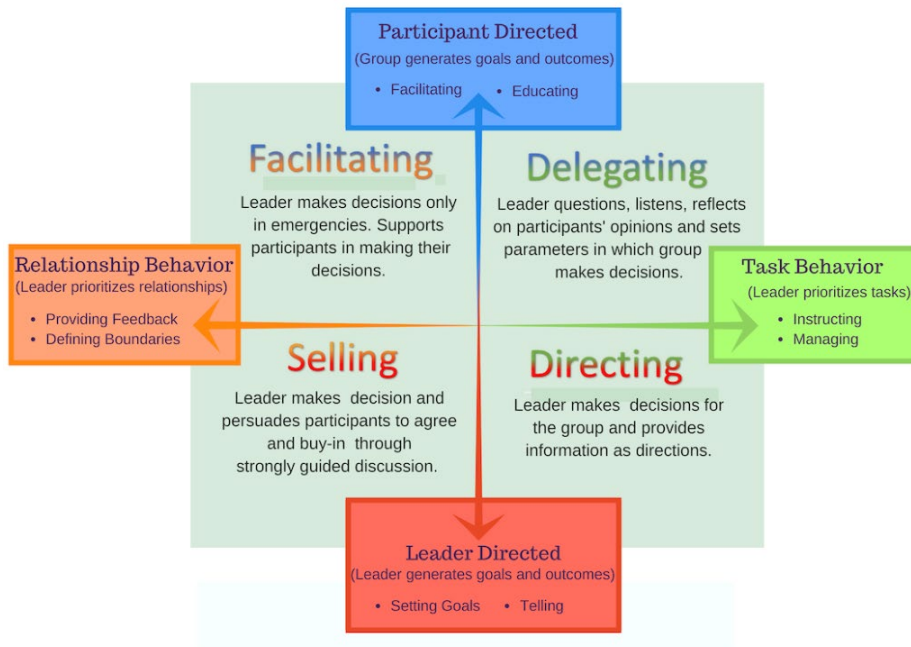 Participant Directed
(Group generates goals and outcomes)
• Facilitating • Educating
Facilitating
Leader makes decisions only
in emergencies. Supports
participants in making their
decisions.
Delegating
Leader questions, listens, reflects
on participants' opinions and sets
parameters in which group
makes decisions.
Relationship Behavior
(Leader prioritizes relationships)
• Providing Feedback
• Defining Boundaries
Task Behavior
(Leader prioritizes tasks)
• Instructing
• Managing
Selling
Leader makes decision and
persuades participants to agree
and buy-in through
strongly guided discussion.
Directing
Leader makes decisions for
the group and provides
information as directions.
Leader Directed
(Leader generates goals and outcomes)
• Setting Goals • Telling